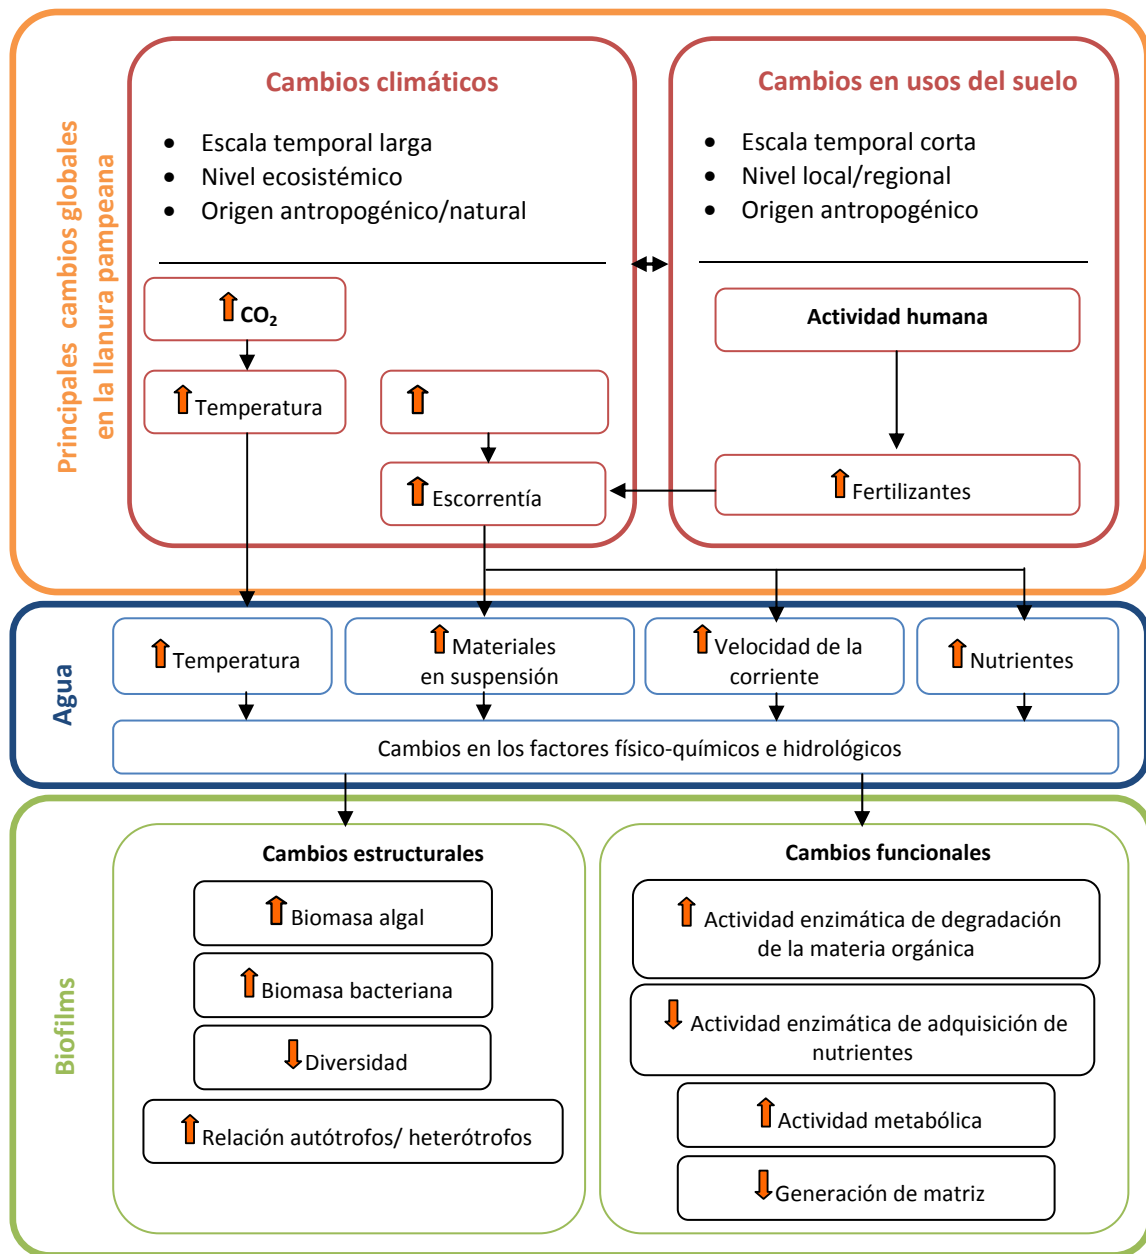 Principales cambios globales
en la llanura pampeana
Cambios climáticos
• Escala temporal larga
• Nivel ecosistémico
• Origen antropogénico/natural
CO₂
Temperatura
Escorrentía
Cambios en usos del suelo
• Escala temporal corta
• Nivel local/regional
• Origen antropogénico
Actividad humana
Fertilizantes
Agua
Temperatura
Materiales
en suspensión
Velocidad de la
corriente
Nutrientes
Cambios en los factores físico-químicos e hidrológicos
Biofilms
Cambios estructurales
Biomasa algal
Biomasa bacteriana
Diversidad
Relación autótrofos/ heterótrofos
Cambios funcionales
Actividad enzimática de degradación
de la materia orgánica
Actividad enzimática de adquisición de
nutrientes
Actividad metabólica
Generación de matriz